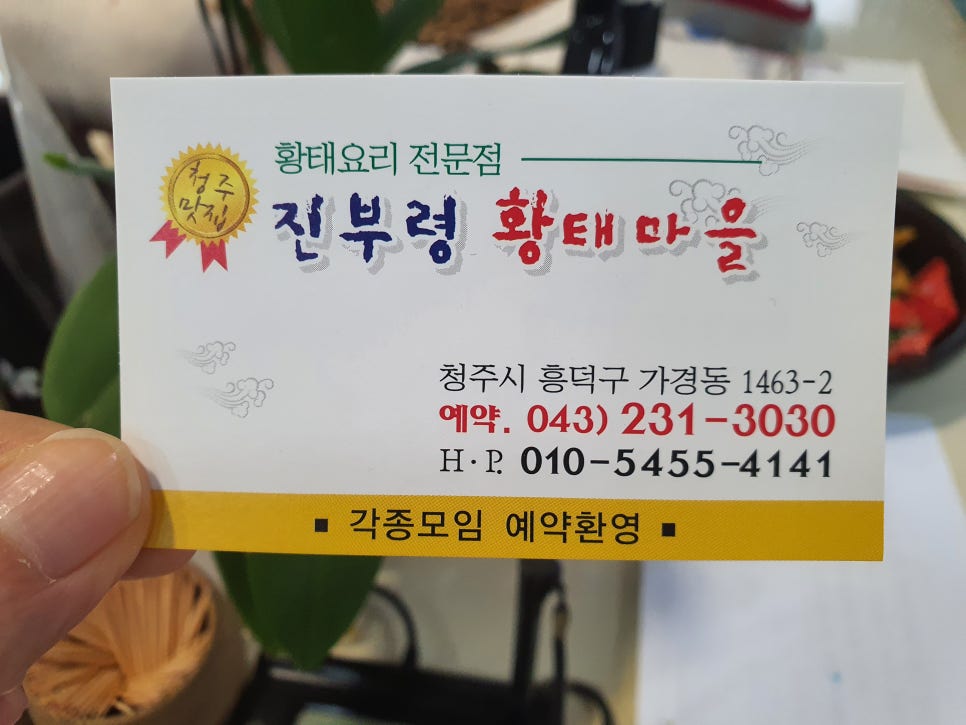 청주
맛집
황태요리 전문점
진부령 황태마을
청주시 흥덕구 가경동 1463-2
예약. 043) 231-3030
H·P. 010-5455-4141
▪ 각종모임 예약환영 ▪